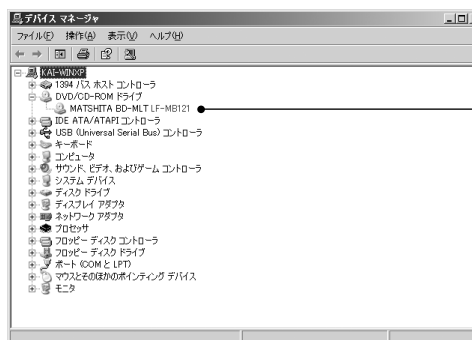 デバイス マネージャ
ファイル(F) 操作(A) 表示(V) ヘルプ(H)
KAI-WINXP
1394 バス ホスト コントローラ
DVD/CD-ROM ドライブ
MATSHITA BD-MLT LF-MB121
IDE ATA/ATAPI コントローラ
USB (Universal Serial Bus) コントローラ
キーボード
コンピュータ
サウンド、ビデオ、およびゲーム コントローラ
システム デバイス
ディスク ドライブ
ディスプレイ アダプタ
ネットワーク アダプタ
プロセッサ
フロッピー ディスク コントローラ
フロッピー ディスク ドライブ
ポート (COM と LPT)
マウスとそのほかのポインティング デバイス
モニタ